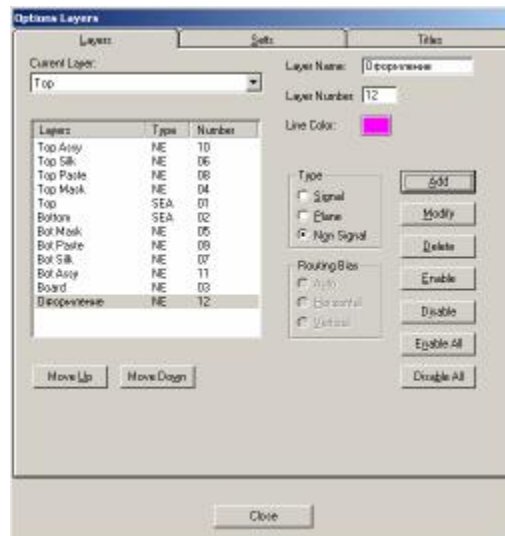 Options Layers
Layers Sets Titles
Current Layer:
Top
Layer Name: Оформление
Layer Number: 12
Line Color:
Layers Type Number
Top Assy NE 10
Top Silk NE 06
Top Paste NE 08
Top Mask NE 04
Top SEA 01
Bottom SEA 02
Bot Mask NE 05
Bot Paste NE 09
Bot Silk NE 07
Bot Assy NE 11
Board NE 03
Оформление NE 12
Type
Signal
Plane
Non Signal
Routing Bias
Auto
Horizontal
Vertical
Add
Modify
Delete
Enable
Disable
Enable All
Disable All
Move Up Move Down
Close